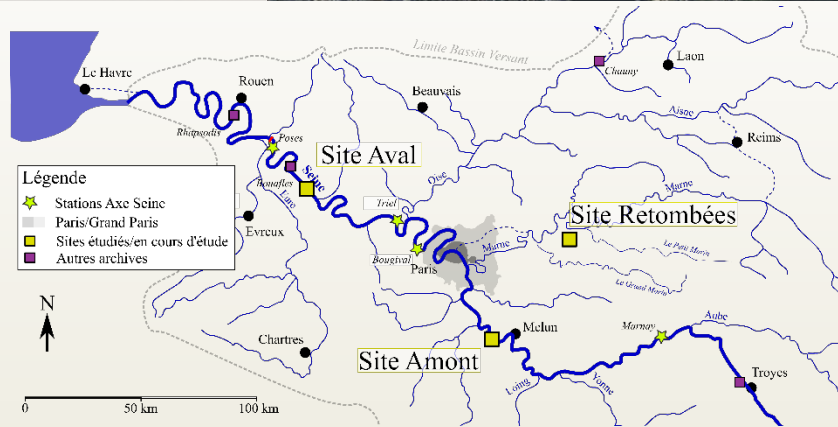 Limite Bassin Versant
Le Havre
Rouen
Rhapsodis
Poses
Beauvais
Chauny
Laon
Aisne
Reims
Site Aval
Bouafles
Seine
Eure
Oise
Légende
Stations Axe Seine
Paris/Grand Paris
Sites étudiés/en cours d'étude
Autres archives
Evreux
Triel
Bougival
Paris
Marne
Marne
Site Retombées
Le Petit Morin
Le Grand Morin
N
Chartres
Site Amont
Melun
Loing
Yonne
Marnay
Aube
Troyes
0
50 km
100 km